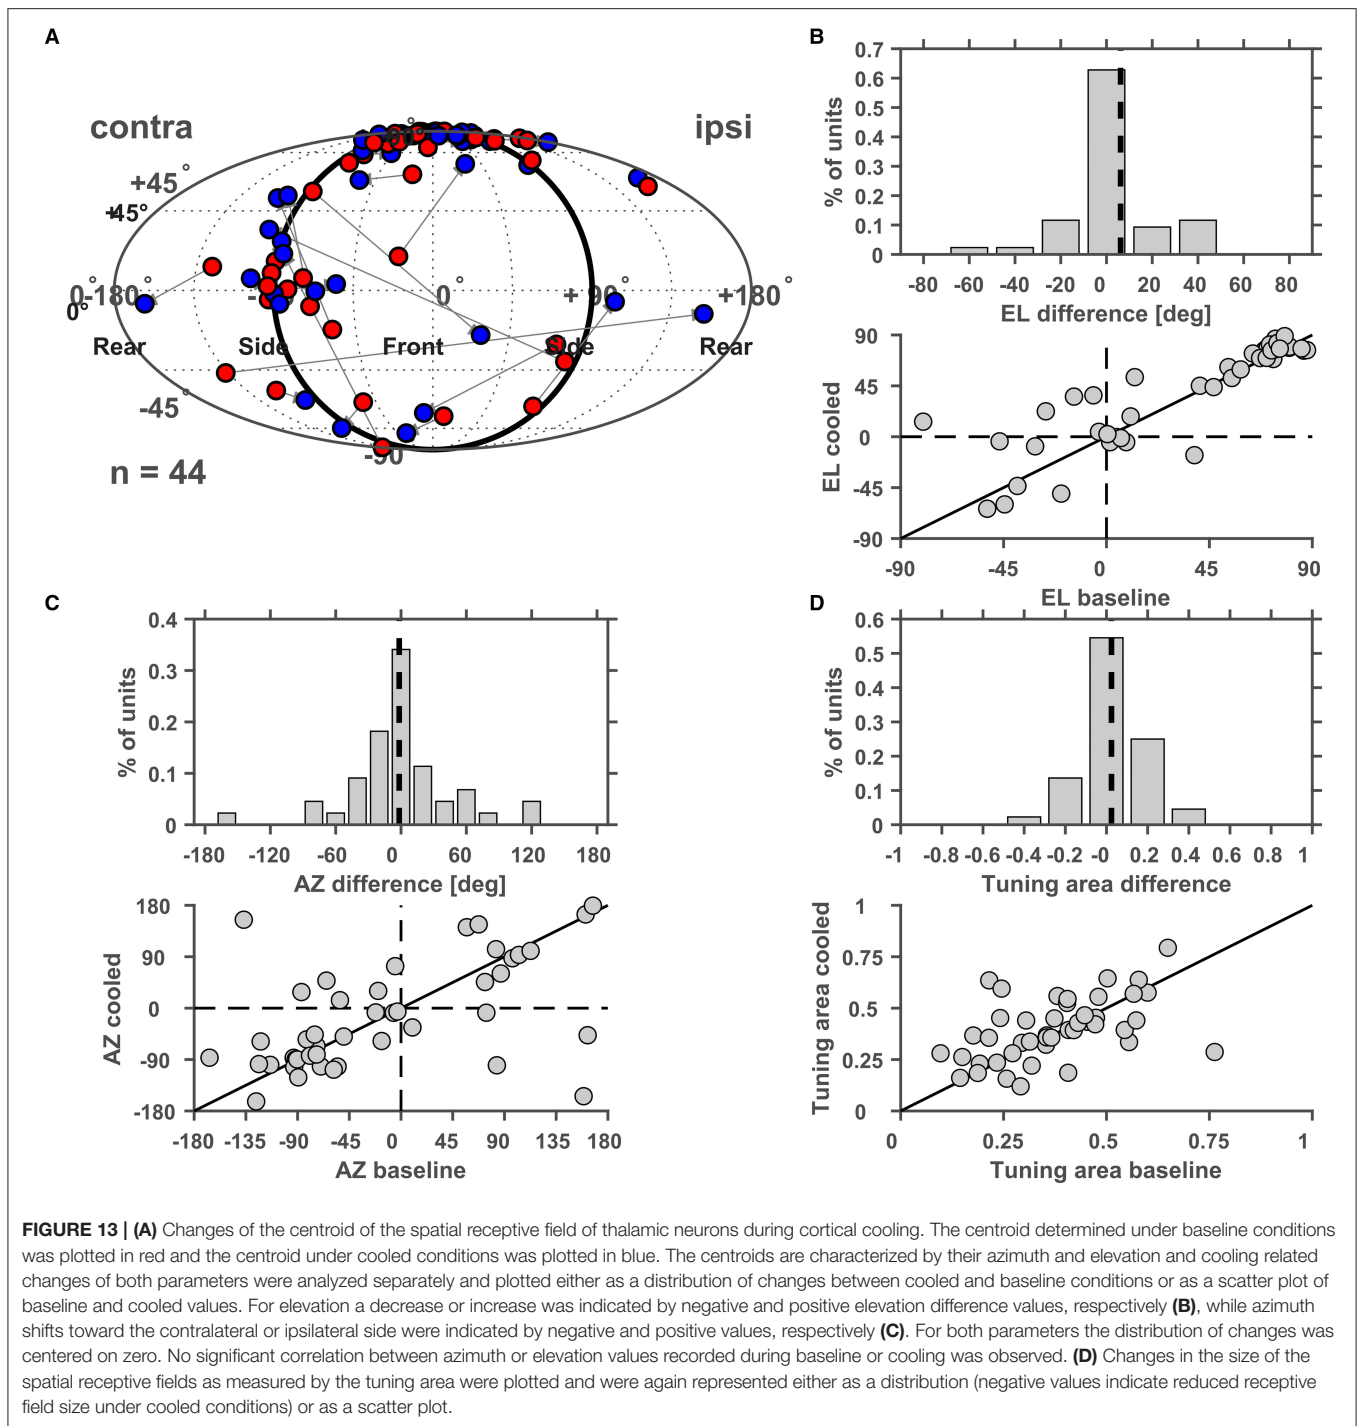 A
contra
ipsi
+45°
+45°
0°
0-180°
0°
-90°
0°
+90°
+180°
Rear
Side
Front
Side
Rear
-45°
-90
n = 44
B
0.7
0.6
0.5
0.4
0.3
0.2
0.1
0
% of units
-80 -60 -40 -20 0 20 40 60 80
EL difference [deg]
90
45
0
-45
-90
EL cooled
-90 -45 0 45 90
EL baseline
C
0.4
0.3
0.2
0.1
0
% of units
-180 -120 -60 0 60 120 180
AZ difference [deg]
180
90
0
-90
-180
AZ cooled
-180 -135 -90 -45 0 45 90 135 180
AZ baseline
D
0.6
0.5
0.4
0.3
0.2
0.1
0
% of units
-1 -0.8 -0.6 -0.4 -0.2 -0 0.2 0.4 0.6 0.8 1
Tuning area difference
1
0.75
0.5
0.25
0
Tuning area cooled
0 0.25 0.5 0.75 1
Tuning area baseline
FIGURE 13 | (A) Changes of the centroid of the spatial receptive field of thalamic neurons during cortical cooling. The centroid determined under baseline conditions
was plotted in red and the centroid under cooled conditions was plotted in blue. The centroids are characterized by their azimuth and elevation and cooling related
changes of both parameters were analyzed separately and plotted either as a distribution of changes between cooled and baseline conditions or as a scatter plot of
baseline and cooled values. For elevation a decrease or increase was indicated by negative and positive elevation difference values, respectively (B), while azimuth
shifts toward the contralateral or ipsilateral side were indicated by negative and positive values, respectively (C). For both parameters the distribution of changes was
centered on zero. No significant correlation between azimuth or elevation values recorded during baseline or cooling was observed. (D) Changes in the size of the
spatial receptive fields as measured by the tuning area were plotted and were again represented either as a distribution (negative values indicate reduced receptive
field size under cooled conditions) or as a scatter plot.